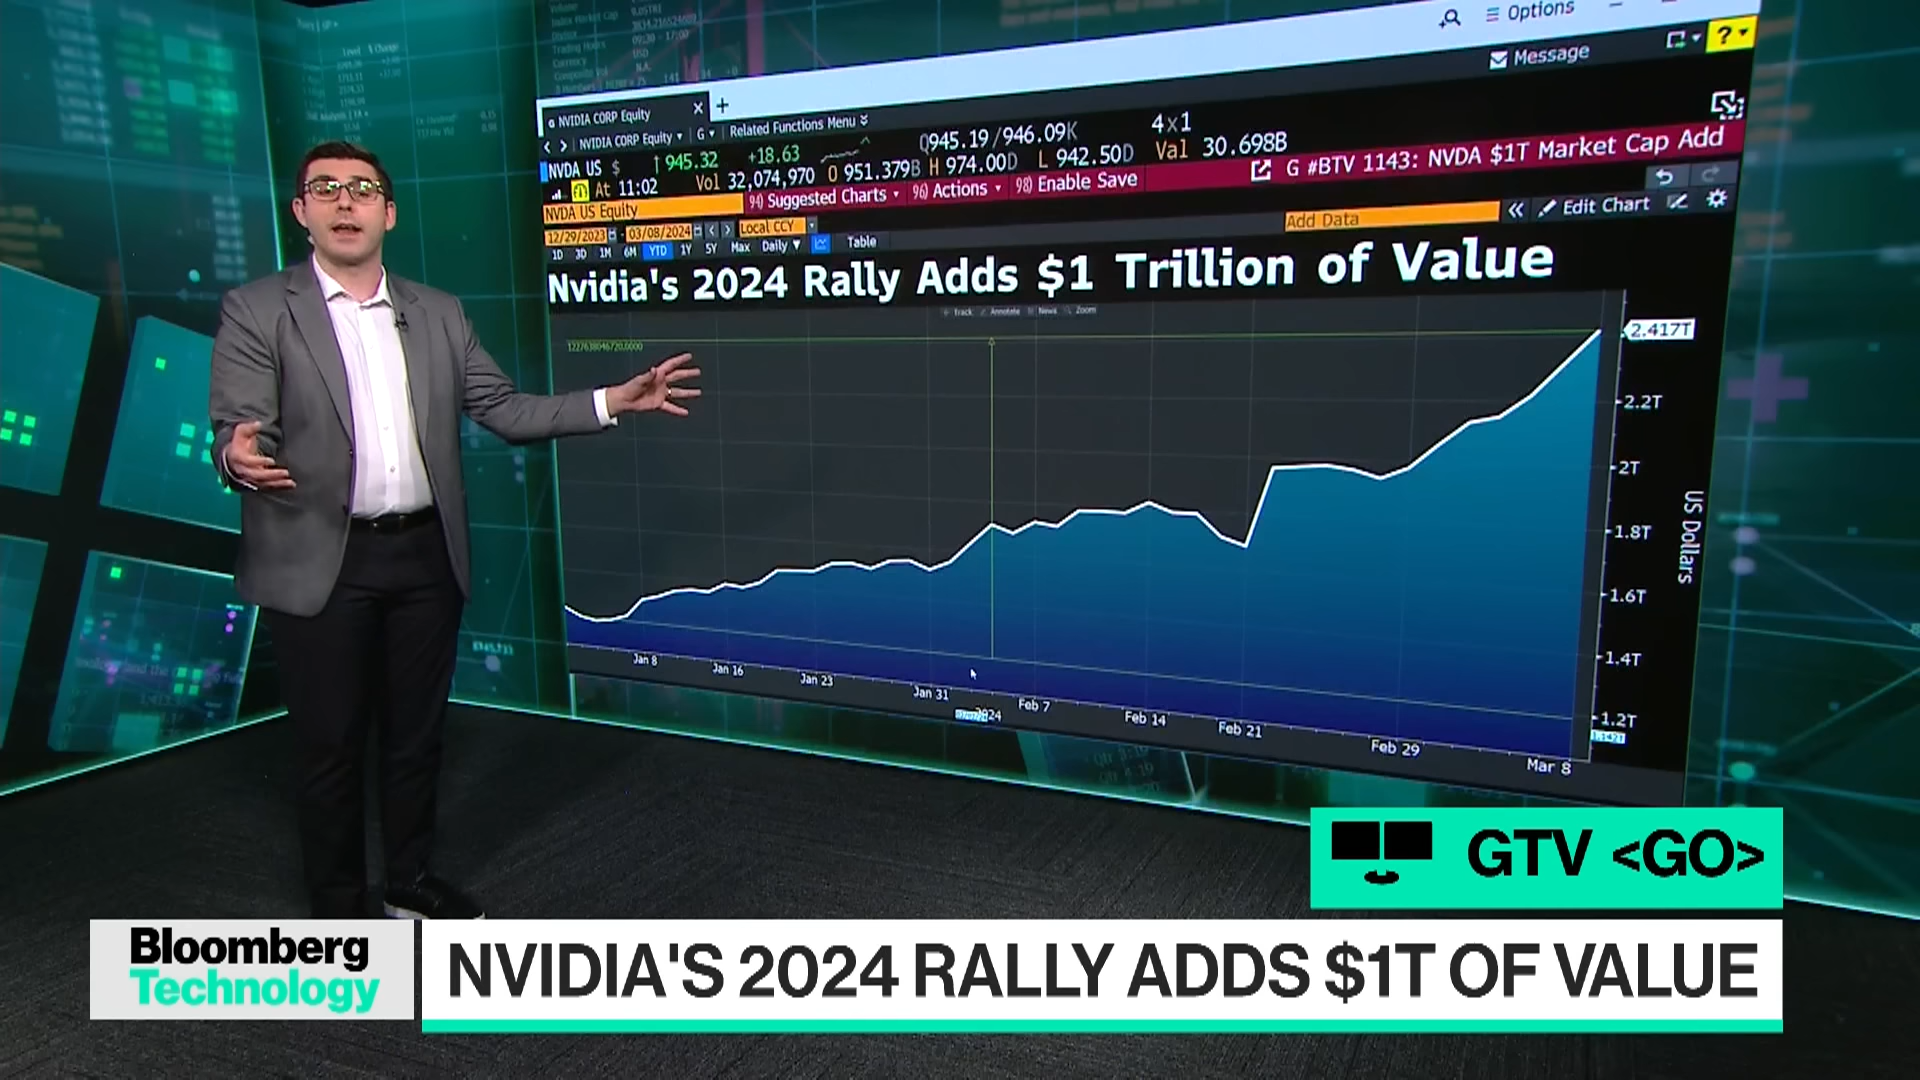 Options
Message
NVIDIA CORP Equity
NVIDIA CORP Equity G Related Functions Menu
NVDA US $ ↑945.32 +18.63 Q945.19/946.09K 4x1
At 11:02 Vol 32,074,970 O 951.379B H 974.00D L 942.50D Val 30.698B
NVDA US Equity 94) Suggested Charts 96) Actions 98) Enable Save G #BTV 1143: NVDA $1T Market Cap Add
12/29/2023 - 03/08/2024 Local CCY Add Data Edit Chart
1D 3D 1M 6M YTD 1Y 5Y Max Daily Table
Nvidia's 2024 Rally Adds $1 Trillion of Value
Track Annotate News Zoom
2.417T
2.2T
2T
1.8T
1.6T
1.4T
1.2T
US Dollars
Jan 8 Jan 16 Jan 23 Jan 31 Feb 7 Feb 14 Feb 21 Feb 29 Mar 8
GTV <GO>
Bloomberg
Technology
NVIDIA'S 2024 RALLY ADDS $1T OF VALUE